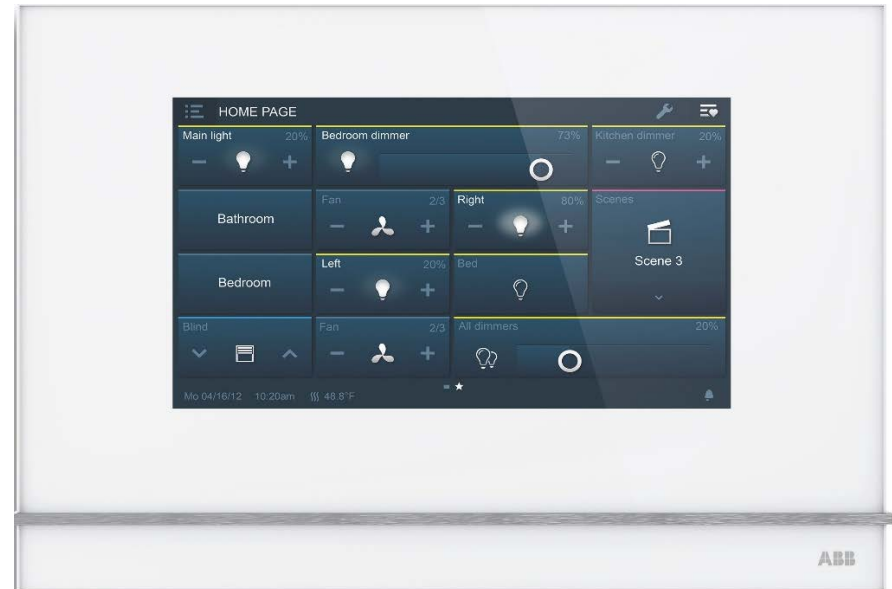 HOME PAGE
Main light 20%
Bedroom dimmer 73%
Kitchen dimmer 20%
Bathroom
Fan 2/3
Right 80%
Scenes
Scene 3
Bedroom
Left 20%
Bed
Blind
Fan 2/3
All dimmers 20%
Mo 04/16/12 10:20am 48.8°F
ABB